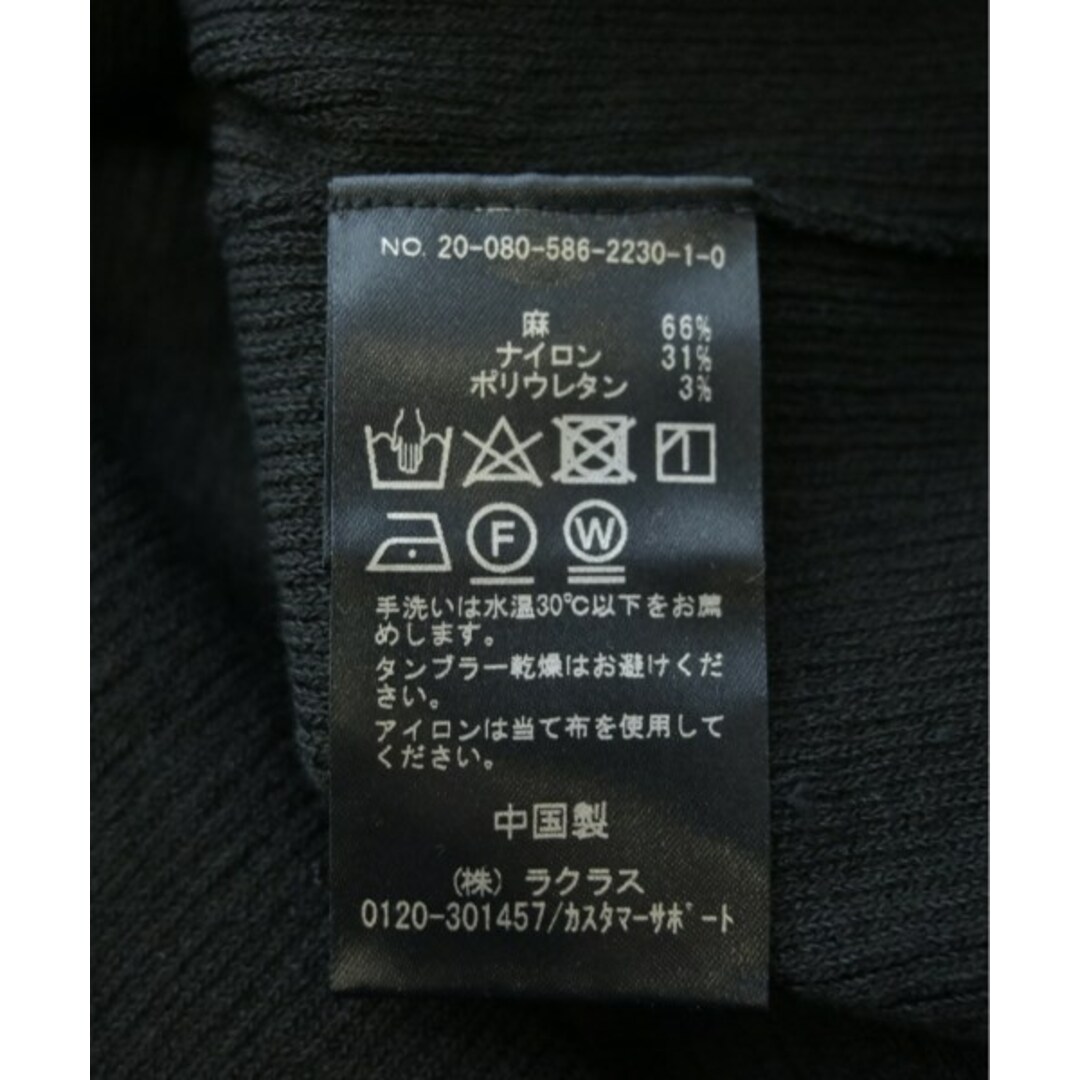 NO. 20-080-586-2230-1-0
麻 66%
ナイロン 31%
ポリウレタン 3%
F W
手洗いは水温30℃以下をお薦
めします。
タンブラー乾燥はお避けくだ
さい。
アイロンは当て布を使用して
ください。
中国製
(株) ラクラス
0120-301457/カスタマーサポート